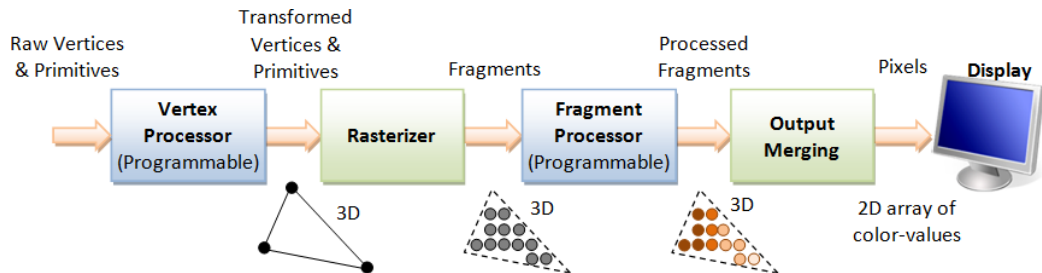 Raw Vertices
& Primitives
Vertex
Processor
(Programmable)
Transformed
Vertices &
Primitives
3D
Rasterizer
Fragments
3D
Fragment
Processor
(Programmable)
Processed
Fragments
3D
Output
Merging
Pixels
2D array of
color-values
Display